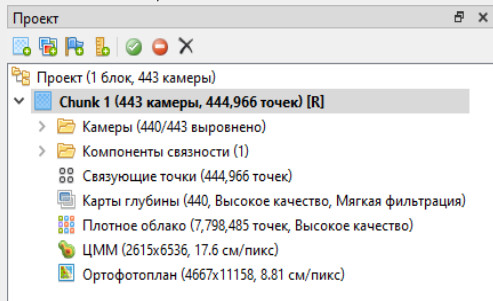 Проект
Проект (1 блок, 443 камеры)
Chunk 1 (443 камеры, 444,966 точек) [R]
Камеры (440/443 выровнено)
Компоненты связности (1)
Связующие точки (444,966 точек)
Карты глубины (440, Высокое качество, Мягкая фильтрация)
Плотное облако (7,798,485 точек, Высокое качество)
ЦММ (2615x6536, 17.6 см/пикс)
Ортофотоплан (4667x11158, 8.81 см/пикс)